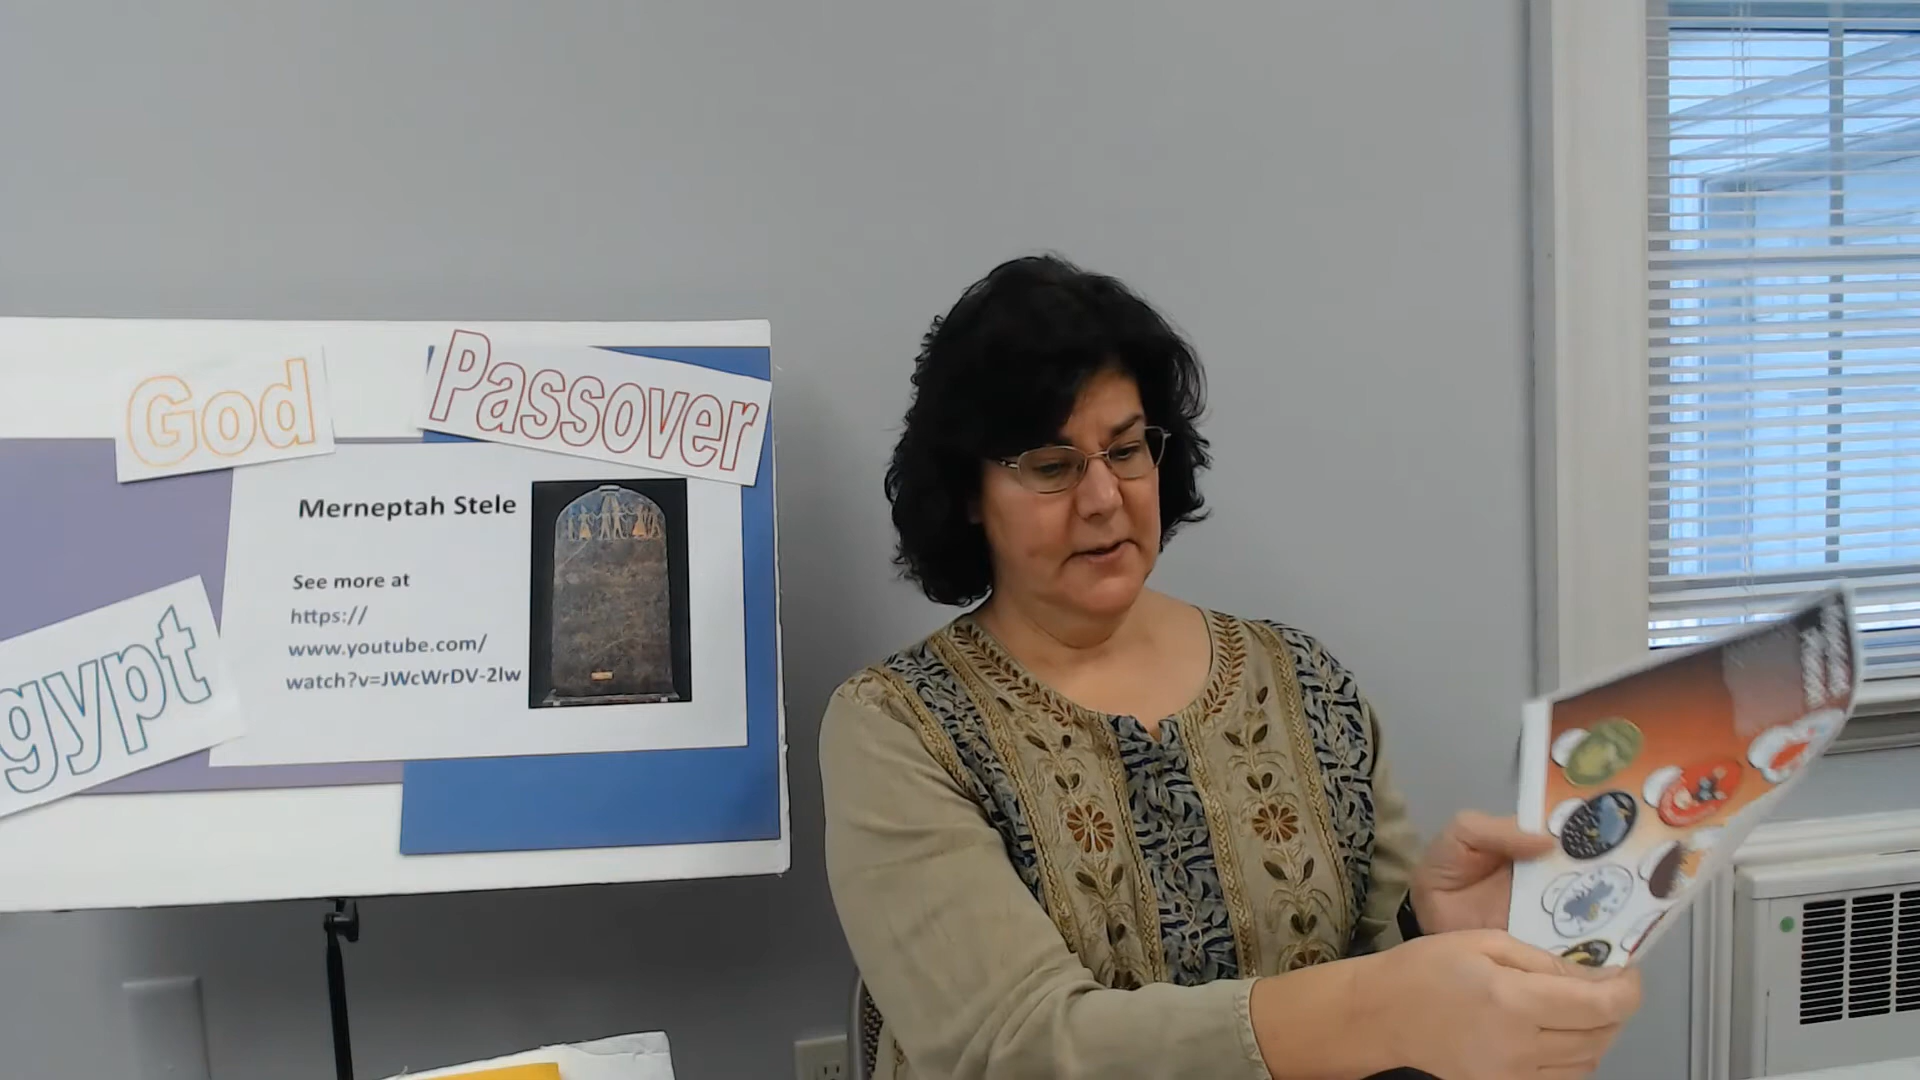 God
Passover
Merneptah Stele
See more at
https://
www.youtube.com/
watch?v=JWcWrDV-2lw
gypt